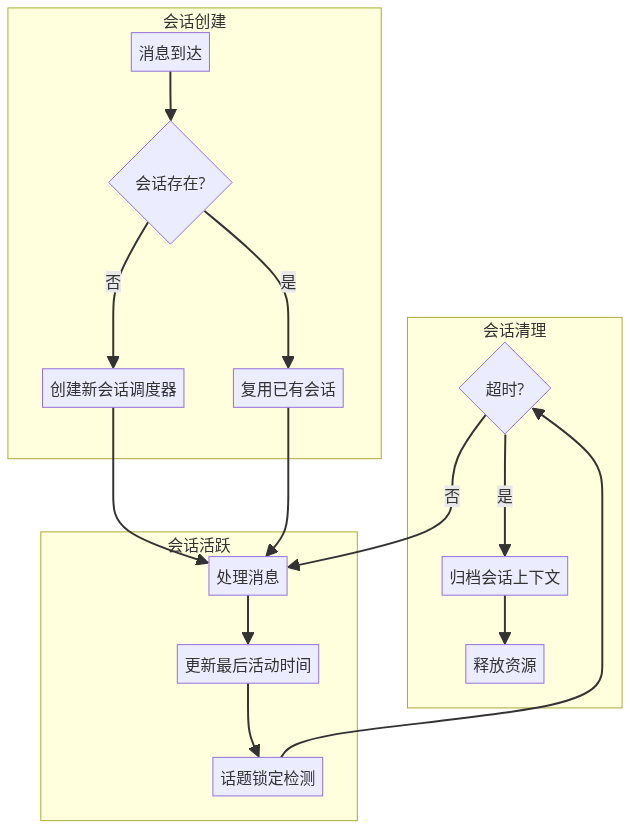 会话创建
消息到达
会话存在?
否
是
创建新会话调度器
复用已有会话
会话清理
超时?
否
是
归档会话上下文
释放资源
会话活跃
处理消息
更新最后活动时间
话题锁定检测